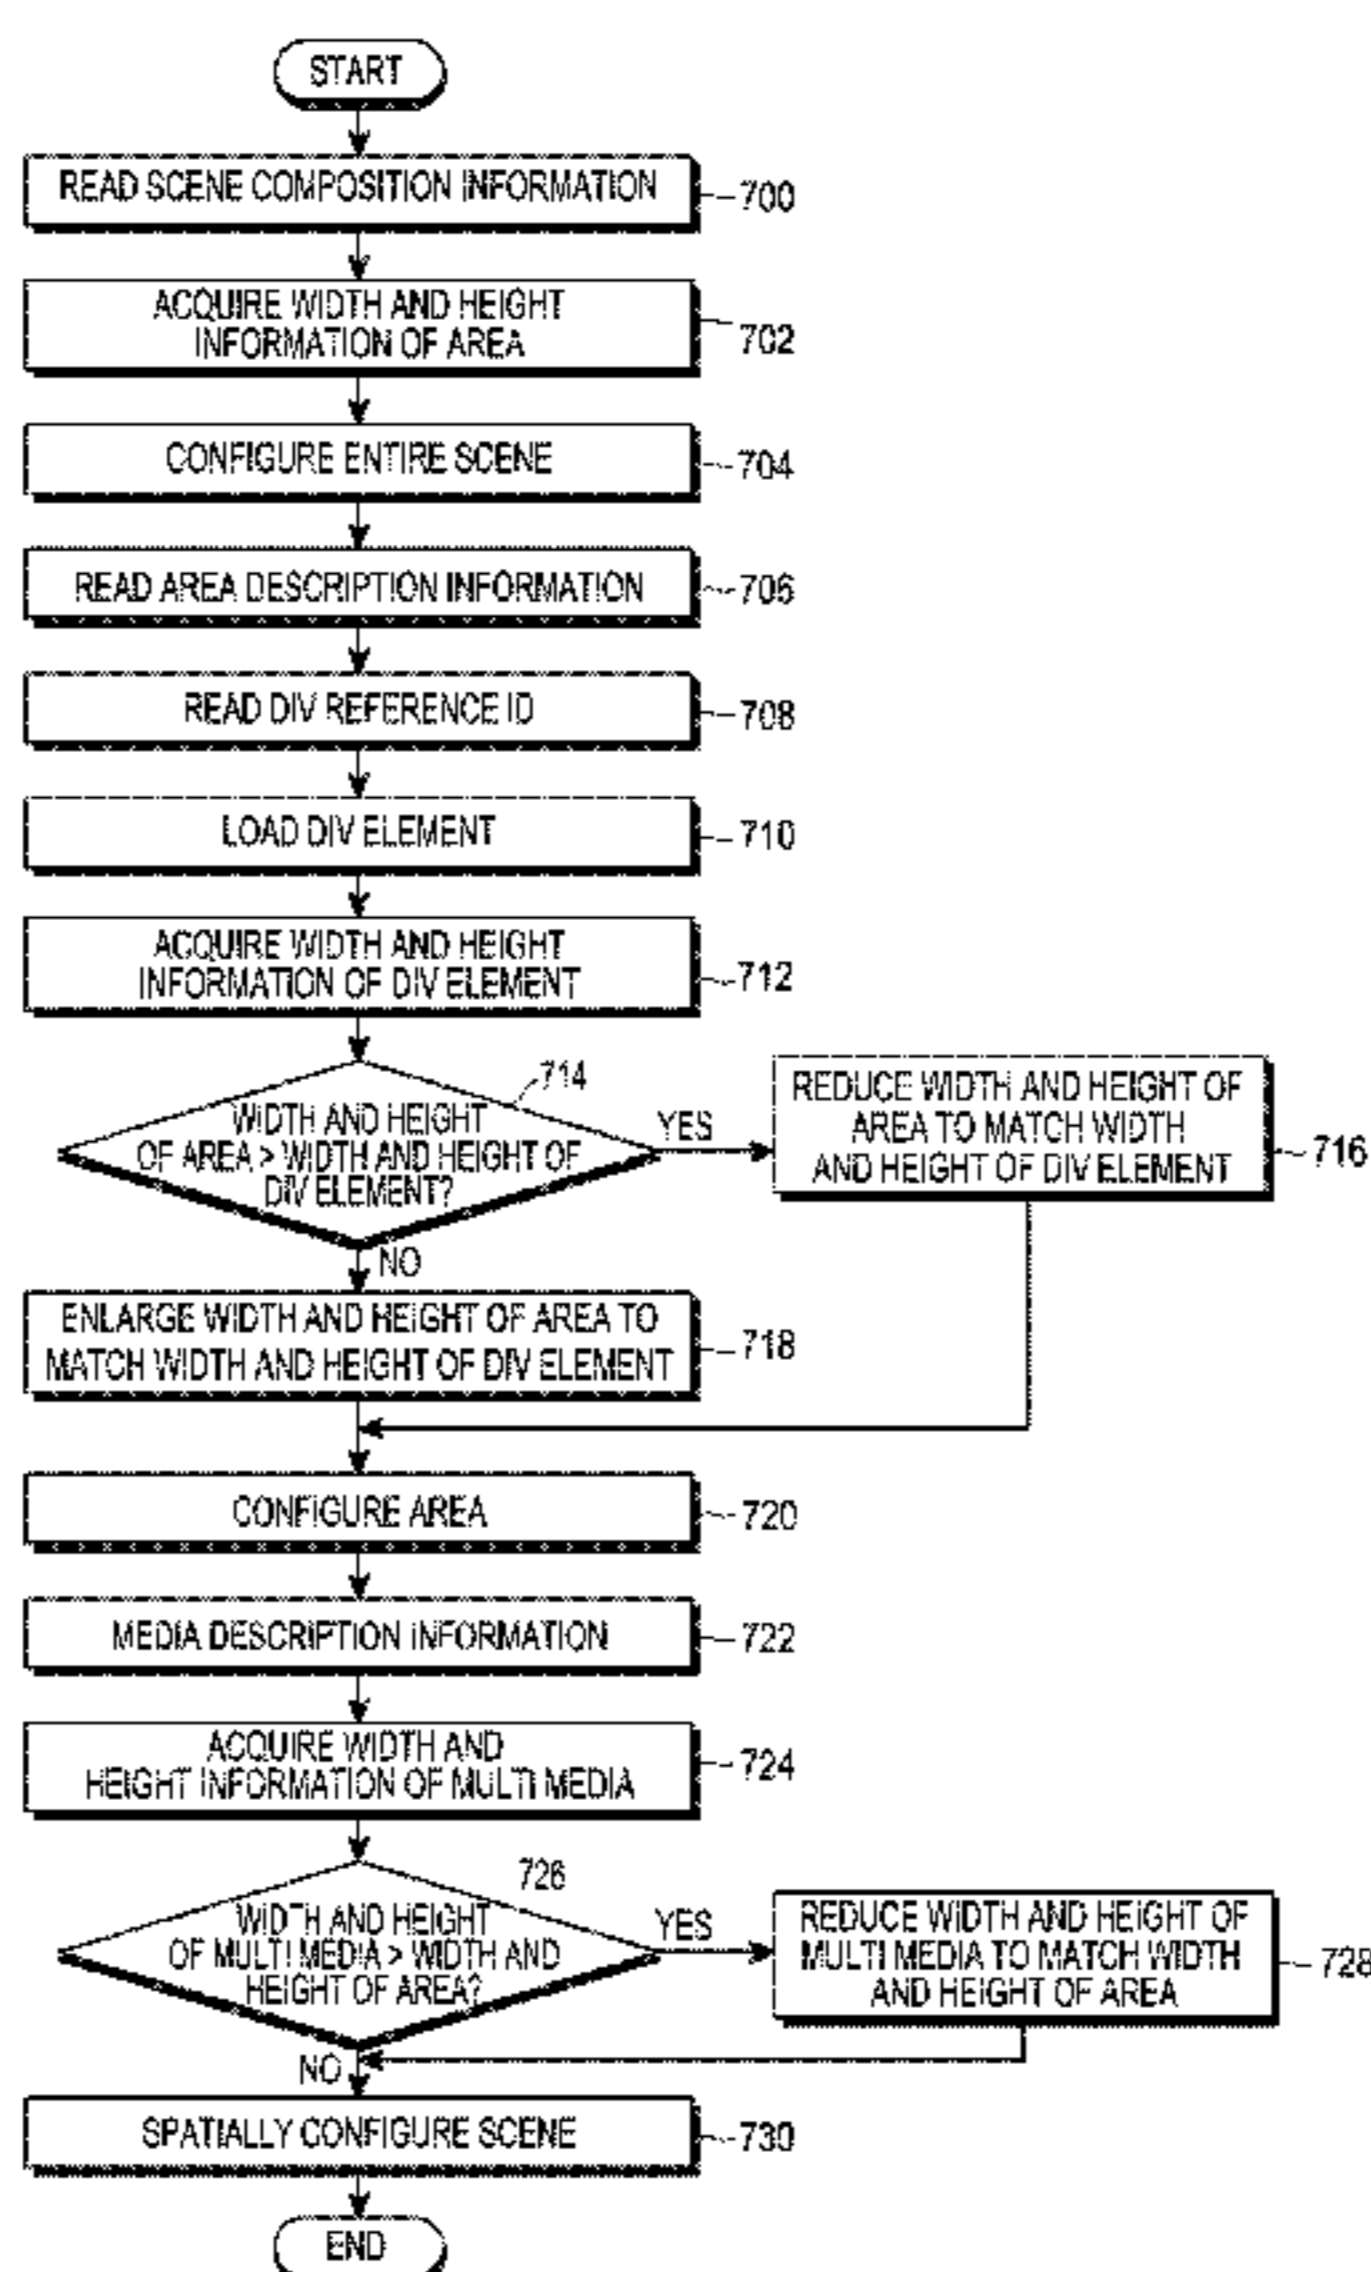 START
READ SCENE COMPOSITION INFORMATION
700
ACQUIRE WIDTH AND HEIGHT
INFORMATION OF AREA
702
CONFIGURE ENTIRE SCENE
704
READ AREA DESCRIPTION INFORMATION
706
READ DIV REFERENCE ID
708
LOAD DIV ELEMENT
710
ACQUIRE WIDTH AND HEIGHT
INFORMATION OF DIV ELEMENT
712
714
WIDTH AND HEIGHT
OF AREA > WIDTH AND HEIGHT OF
DIV ELEMENT?
YES
REDUCE WIDTH AND HEIGHT OF
AREA TO MATCH WIDTH
AND HEIGHT OF DIV ELEMENT
716
NO
ENLARGE WIDTH AND HEIGHT OF AREA TO
MATCH WIDTH AND HEIGHT OF DIV ELEMENT
718
CONFIGURE AREA
720
MEDIA DESCRIPTION INFORMATION
722
ACQUIRE WIDTH AND
HEIGHT INFORMATION OF MULTI MEDIA
724
726
WIDTH AND HEIGHT
OF MULTI MEDIA > WIDTH AND
HEIGHT OF AREA?
YES
REDUCE WIDTH AND HEIGHT OF
MULTI MEDIA TO MATCH WIDTH
AND HEIGHT OF AREA
728
NO
SPATIALLY CONFIGURE SCENE
730
END